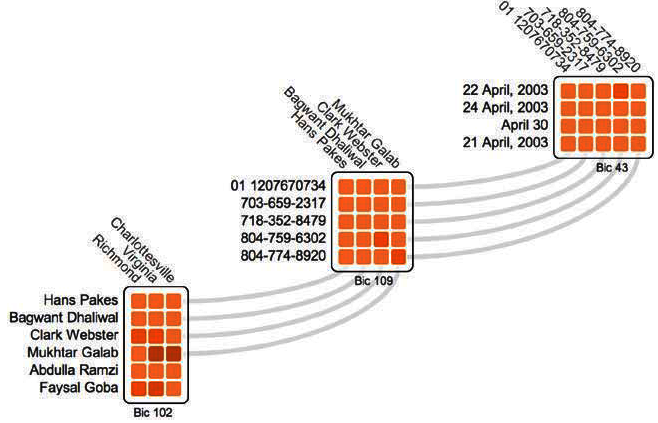 01 1207670734
703-659-2317
718-352-8479
804-759-6302
804-774-8920
22 April, 2003
24 April, 2003
April 30
21 April, 2003
Bic 43
Hans Pakes
Bagwant Dhaliwal
Clark Webster
Mukhtar Galab
01 1207670734
703-659-2317
718-352-8479
804-759-6302
804-774-8920
Bic 109
Richmond
Virginia
Charlottesville
Hans Pakes
Bagwant Dhaliwal
Clark Webster
Mukhtar Galab
Abdulla Ramzi
Faysal Goba
Bic 102